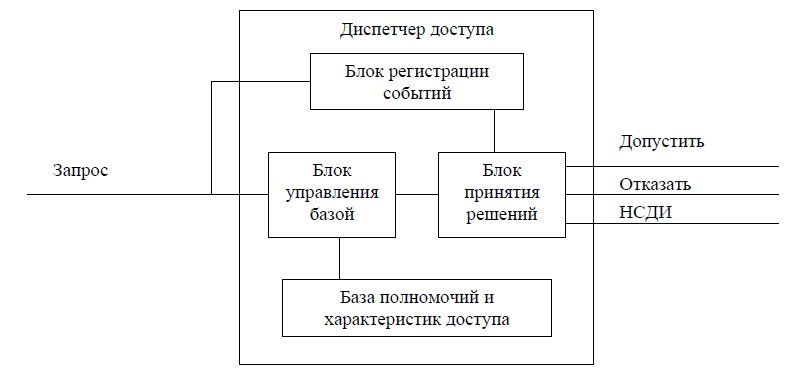 Диспетчер доступа
Блок регистрации
событий
Запрос
Блок
управления
базой
Блок
принятия
решений
Допустить
Отказать
НСДИ
База полномочий и
характеристик доступа